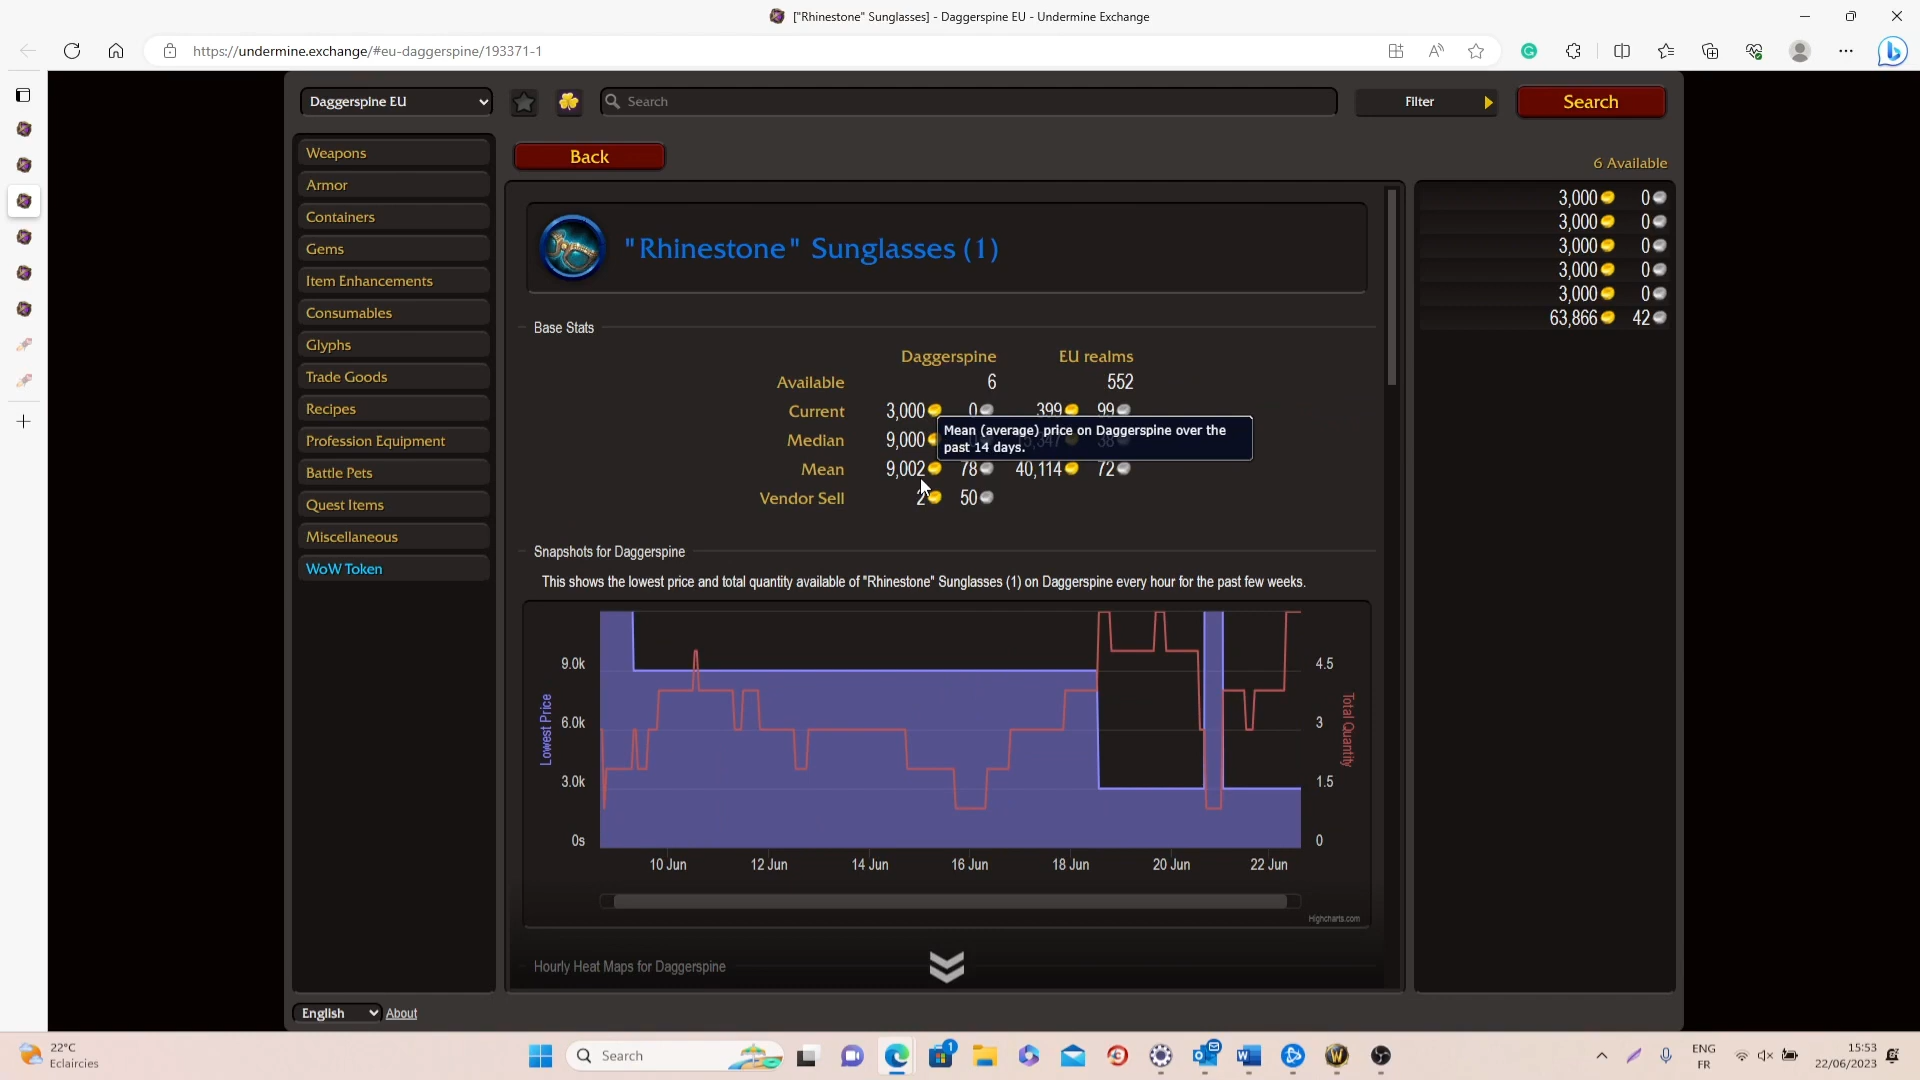 ["Rhinestone" Sunglasses] - Daggerspine EU - Undermine Exchange
https://undermine.exchange/#eu-daggerspine/193371-1
Daggerspine EU
Search
Filter
Search
Weapons
Armor
Containers
Gems
Item Enhancements
Consumables
Glyphs
Trade Goods
Recipes
Profession Equipment
Battle Pets
Quest Items
Miscellaneous
WoW Token
Back
6 Available
"Rhinestone" Sunglasses (1)
Base Stats
Daggerspine EU realms
Available 6 552
Current 3,000 0 399 99
Median 9,000
Mean (average) price on Daggerspine over the
past 14 days.
Mean 9,002 78 40,114 72
Vendor Sell 2 50
Snapshots for Daggerspine
This shows the lowest price and total quantity available of "Rhinestone" Sunglasses (1) on Daggerspine every hour for the past few weeks.
Lowest Price
9.0k
6.0k
3.0k
0s
4.5
3
1.5
0
Total Quantity
10 Jun 12 Jun 14 Jun 16 Jun 18 Jun 20 Jun 22 Jun
Highcharts.com
Hourly Heat Maps for Daggerspine
3,000 0
3,000 0
3,000 0
3,000 0
3,000 0
63,866 42
English
About
22°C
Eclaircies
Search
1
ENG
FR
15:53
22/06/2023